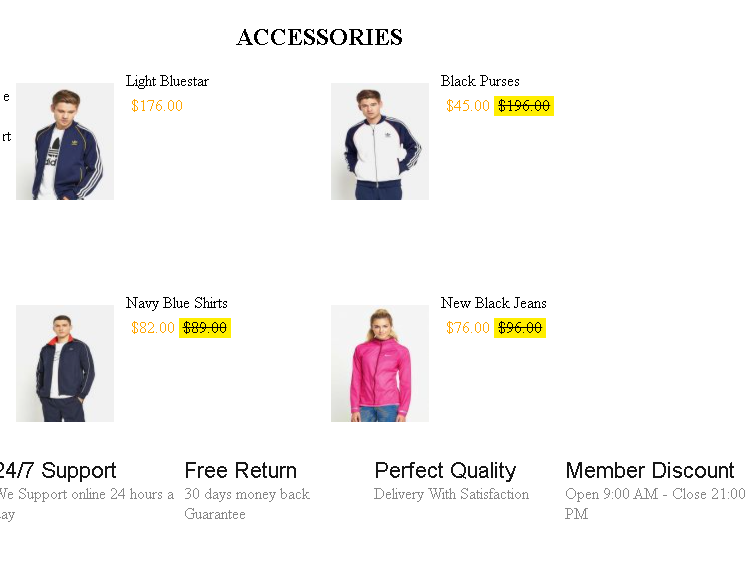 ACCESSORIES
e
rt
Light Bluestar
$176.00
Black Purses
$45.00 $196.00
Navy Blue Shirts
$82.00 $89.00
New Black Jeans
$76.00 $96.00
24/7 Support
We Support online 24 hours a
ay
Free Return
30 days money back
Guarantee
Perfect Quality
Delivery With Satisfaction
Member Discount
Open 9:00 AM - Close 21:00
PM